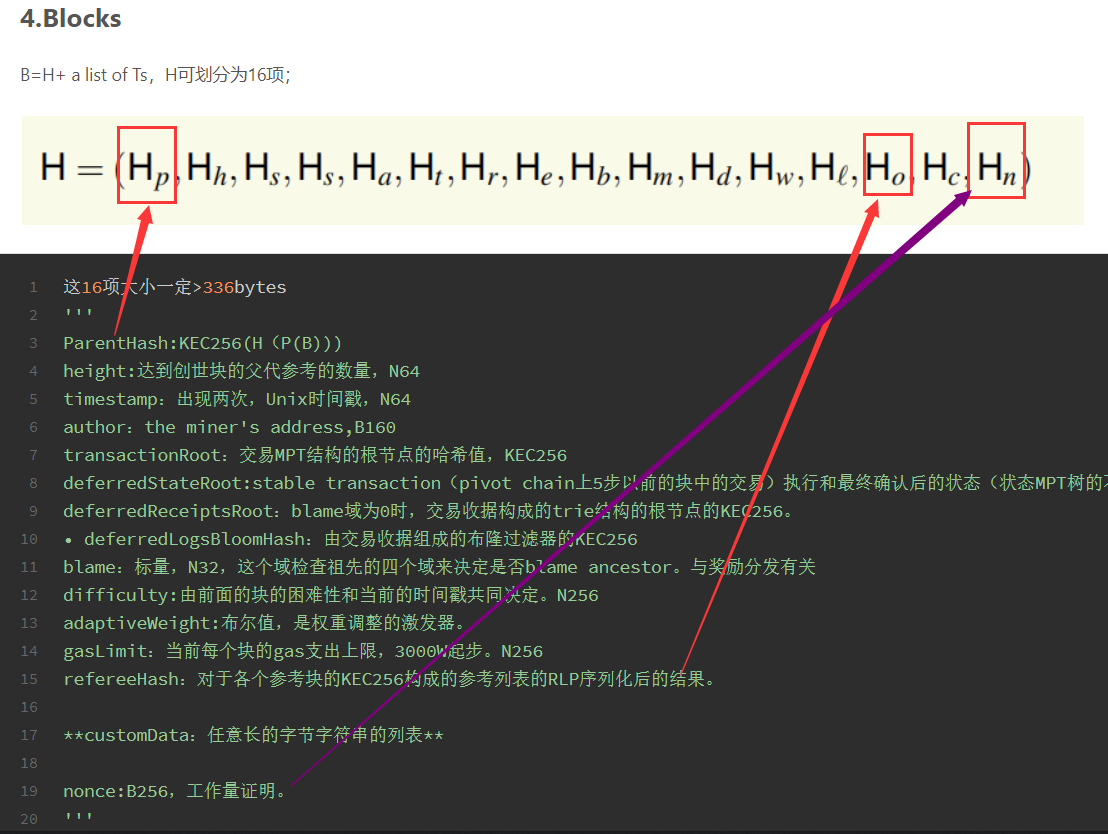 4.Blocks
B=H+ a list of Ts，H可划分为16项；
H = (Hp, Hh, Hs, Hs, Ha, Ht, Hr, He, Hb, Hm, Hd, Hw, Hℓ, Ho, Hc, Hn)
1 这16项大小一定>336bytes
2 '''
3 ParentHash:KEC256(H（P(B)))
4 height:达到创世块的父代参考的数量，N64
5 timestamp：出现两次，Unix时间戳，N64
6 author：the miner's address,B160
7 transactionRoot：交易MPT结构的根节点的哈希值，KEC256
8 deferredStateRoot:stable transaction（pivot chain上5步以前的块中的交易）执行和最终确认后的状态（状态MPT树的
9 deferredReceiptsRoot：blame域为0时，交易收据构成的trie结构的根节点的KEC256。
10 • deferredLogsBloomHash：由交易收据组成的布隆过滤器的KEC256
11 blame：标量，N32，这个域检查祖先的四个域来决定是否blame ancestor。与奖励分发有关
12 difficulty:由前面的块的困难性和当前的时间戳共同决定。N256
13 adaptiveWeight:布尔值，是权重调整的激发器。
14 gasLimit：当前每个块的gas支出上限，3000W起步。N256
15 refereeHash：对于各个参考块的KEC256构成的参考列表的RLP序列化后的结果。
16
17 **customData：任意长的字节字符串的列表**
18
19 nonce:B256，工作量证明。
20 '''